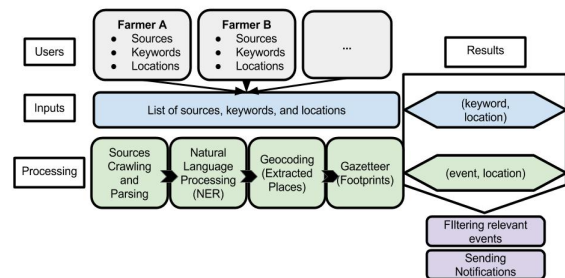 Users
Farmer A
● Sources
● Keywords
● Locations
Farmer B
● Sources
● Keywords
● Locations
...
Results
Inputs
List of sources, keywords, and locations
(keyword,
location)
Processing
Sources
Crawling
and
Parsing
Natural
Language
Processing
(NER)
Geocoding
(Extracted
Places)
Gazetteer
(Footprints)
(event, location)
FIltering relevant
events
Sending
Notifications